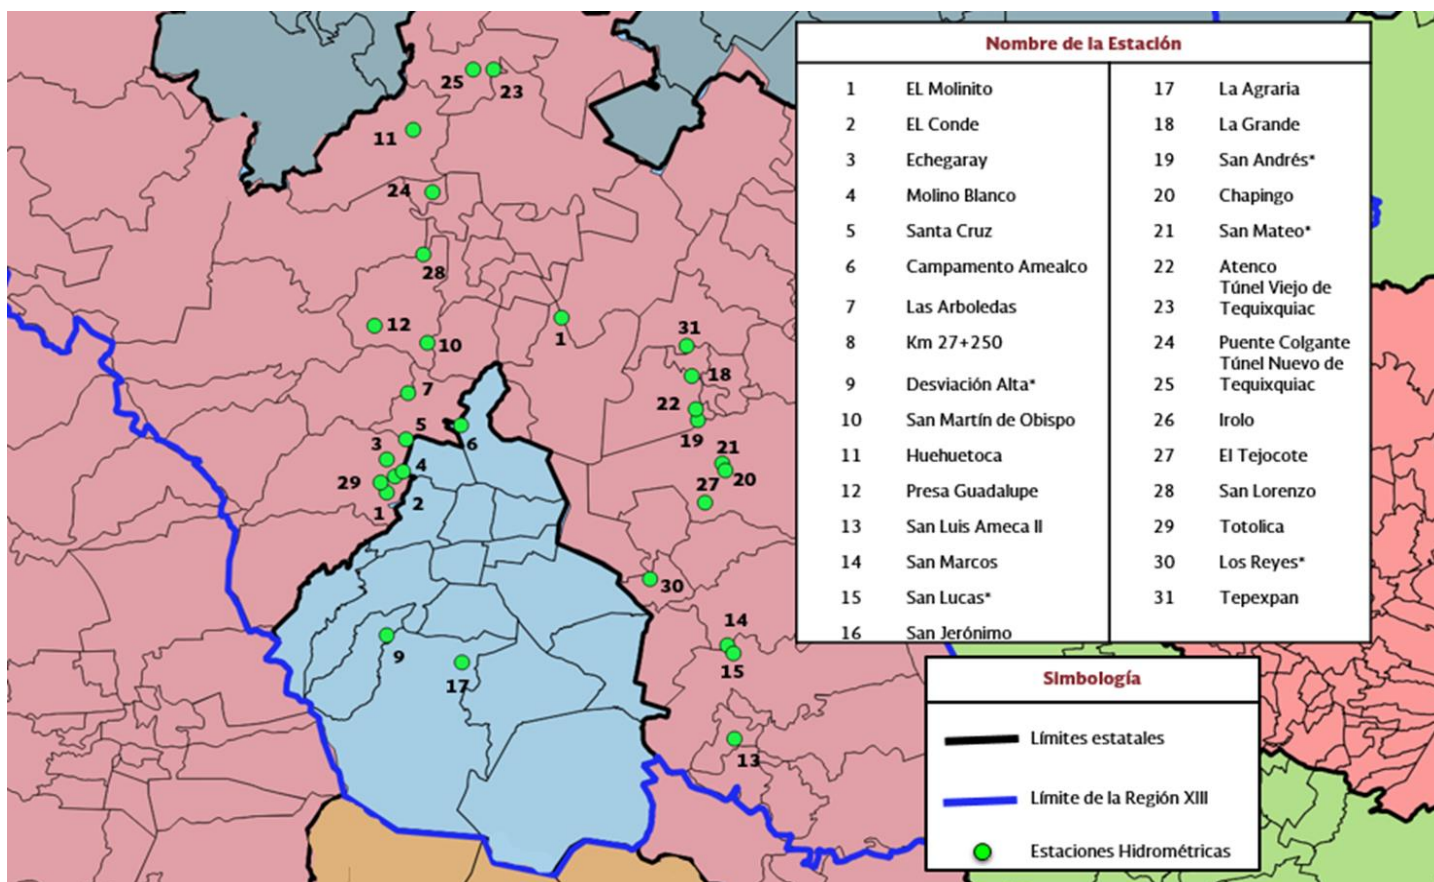 25
23
11
24
28
12
10
1
31
7
18
22
19
5
6
3
4
21
20
29
27
1
2
30
14
9
15
17
13
Nombre de la Estación
1 EL Molinito
2 EL Conde
3 Echegaray
4 Molino Blanco
5 Santa Cruz
6 Campamento Amealco
7 Las Arboledas
8 Km 27+250
9 Desviación Alta*
10 San Martín de Obispo
11 Huehuetoca
12 Presa Guadalupe
13 San Luis Ameca II
14 San Marcos
15 San Lucas*
16 San Jerónimo
17 La Agraria
18 La Grande
19 San Andrés*
20 Chapingo
21 San Mateo*
22 Atenco
Túnel Viejo de
23 Tequixquiac
24 Puente Colgante
Túnel Nuevo de
25 Tequixquiac
26 Irolo
27 El Tejocote
28 San Lorenzo
29 Totolica
30 Los Reyes*
31 Tepexpan
Simbología
Límites estatales
Límite de la Región XIII
Estaciones Hidrométricas